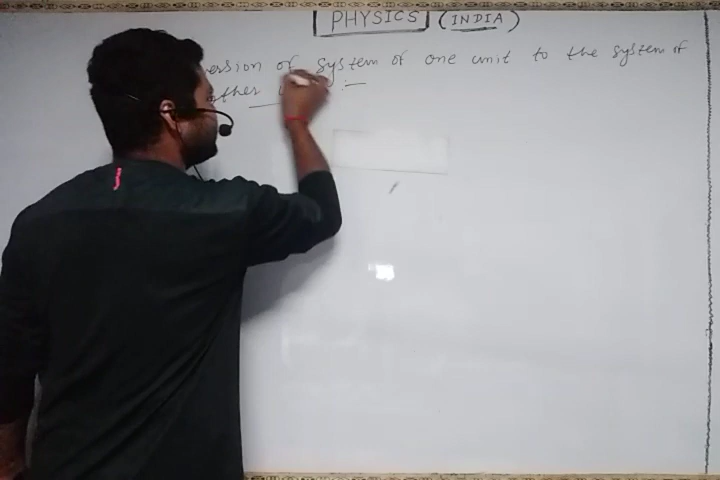 PHYSICS (INDIA)
ersion of system of one unit to the system of
other :-